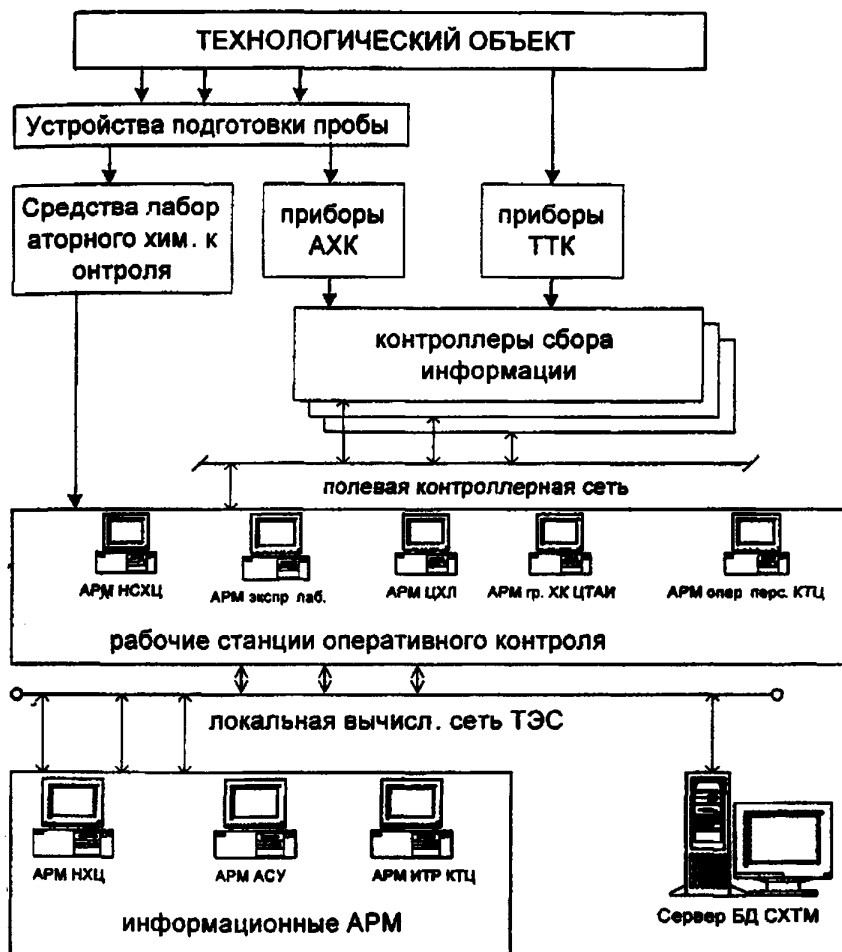 ТЕХНОЛОГИЧЕСКИЙ ОБЪЕКТ
Устройства подготовки пробы
Средства лабор
аторного хим. к
онтроля
приборы
АХК
приборы
ТТК
контроллеры сбора
информации
полевая контроллерная сеть
АРМ НСХЦ
АРМ экспр лаб.
АРМ ЦХЛ
АРМ гр. ХК ЦТАИ
АРМ опер перс. КТЦ
рабочие станции оперативного контроля
локальная вычисл. сеть ТЭС
АРМ НХЦ
АРМ АСУ
АРМ ИТР КТЦ
информационные АРМ
Сервер БД СХТМ